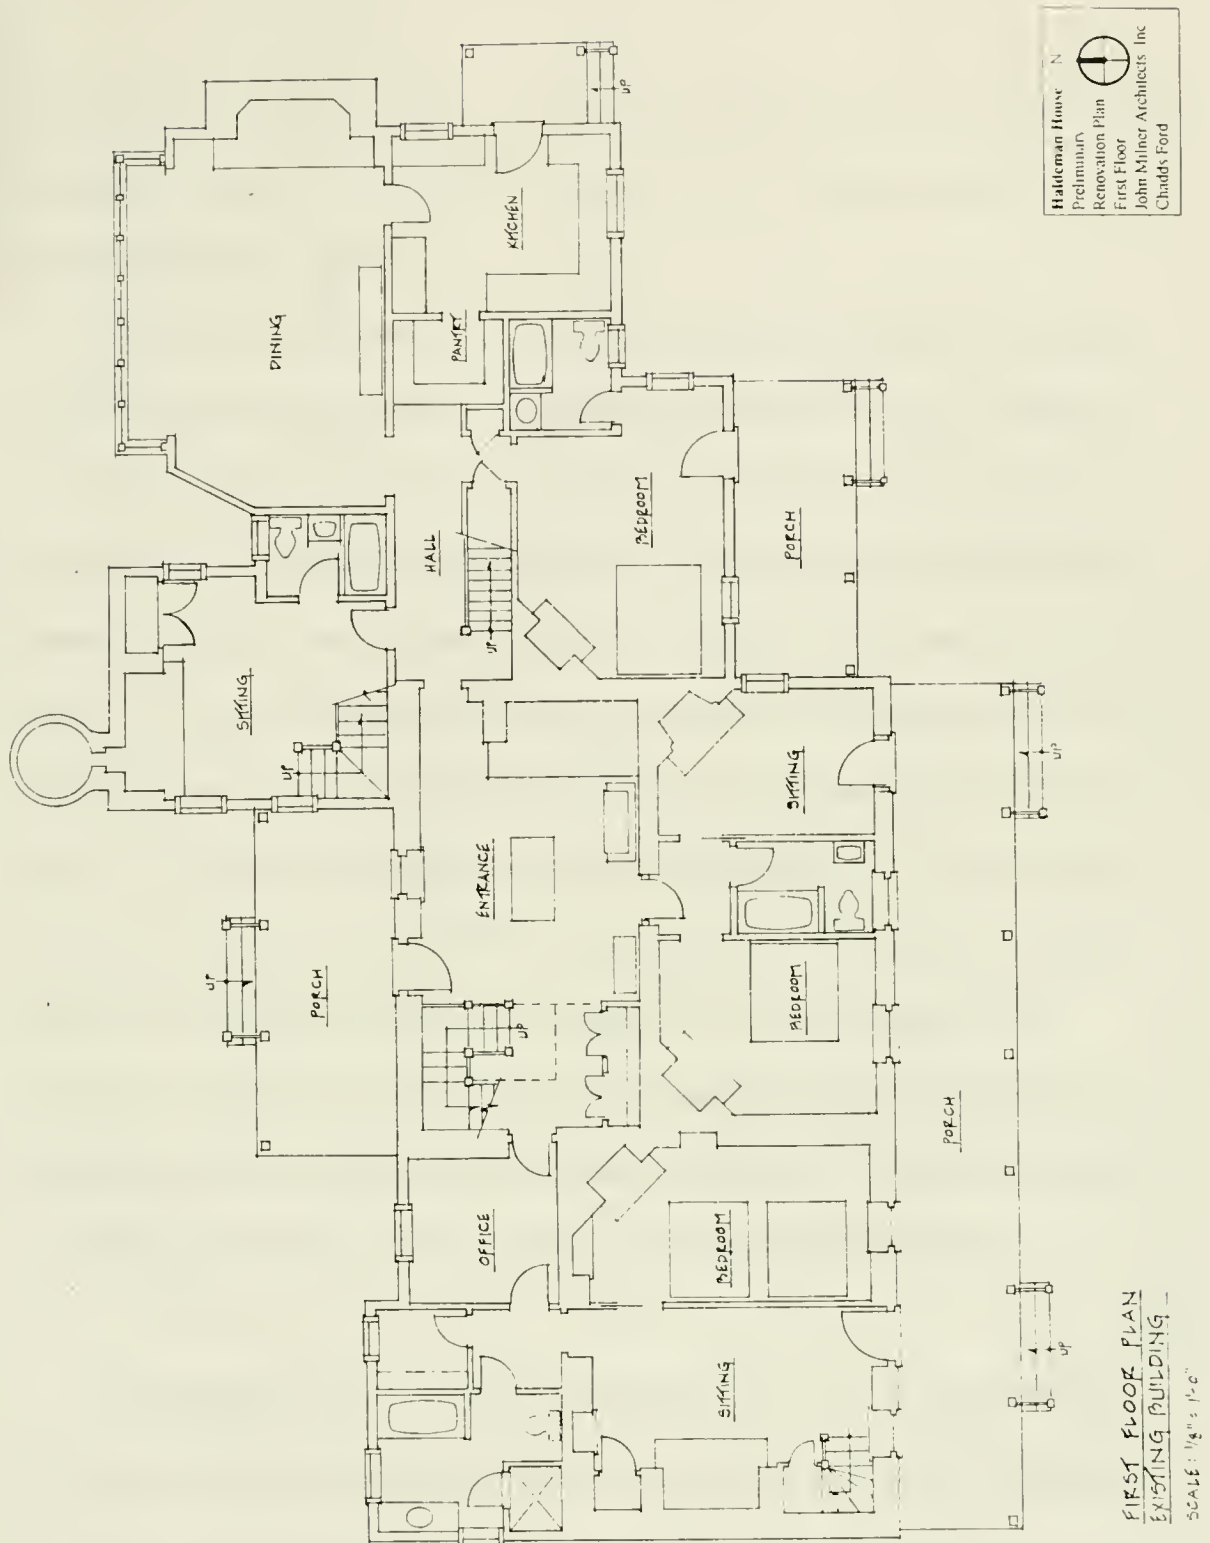 Haldeman House N
Preliminary
Renovation Plan
First Floor
John Milner Architects Inc
Chadds Ford
DINING
KITCHEN
UP
PANTRY
SITTING
HALL
UP
BEDROOM
PORCH
UP
UP
PORCH
ENTRANCE
UP
SITTING
UP
BEDROOM
OFFICE
BEDROOM
PORCH
SITTING
UP
FIRST FLOOR PLAN
EXISTING BUILDING
SCALE: 1/8" = 1'-0"